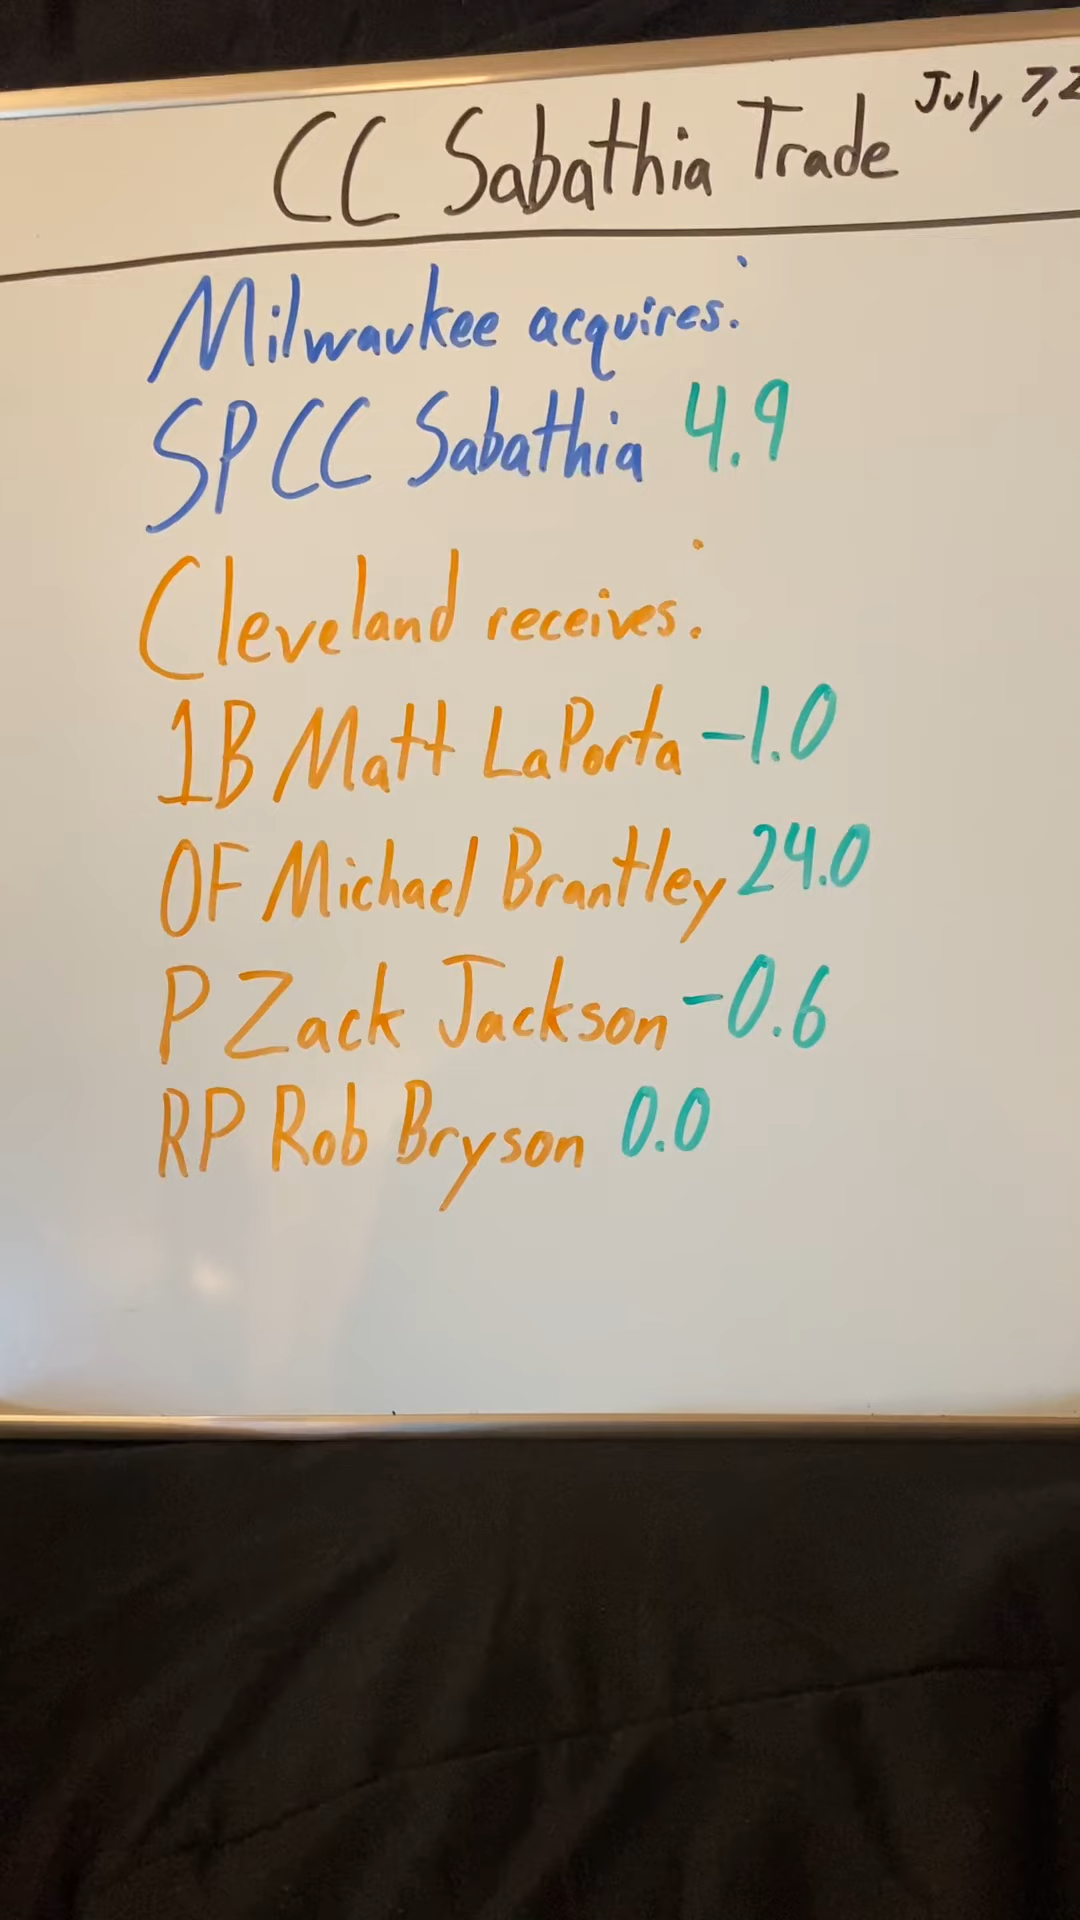 CC Sabathia Trade July 7, 2
Milwaukee acquires:
SP CC Sabathia 4.9
Cleveland receives:
1B Matt LaPorta -1.0
OF Michael Brantley 24.0
P Zack Jackson -0.6
RP Rob Bryson 0.0